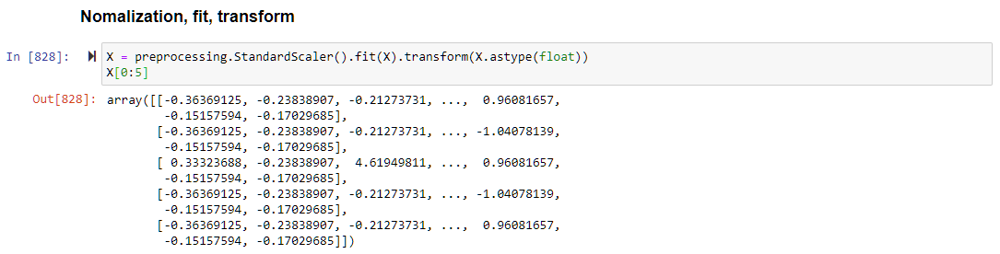 Nomalization, fit, transform
In [828]: X = preprocessing.StandardScaler().fit(X).transform(X.astype(float))
X[0:5]
Out[828]: array([[-0.36369125, -0.23838907, -0.21273731, ..., 0.96081657,
-0.15157594, -0.17029685],
[-0.36369125, -0.23838907, -0.21273731, ..., -1.04078139,
-0.15157594, -0.17029685],
[ 0.33323688, -0.23838907, 4.61949811, ..., 0.96081657,
-0.15157594, -0.17029685],
[-0.36369125, -0.23838907, -0.21273731, ..., -1.04078139,
-0.15157594, -0.17029685],
[-0.36369125, -0.23838907, -0.21273731, ..., 0.96081657,
-0.15157594, -0.17029685]])